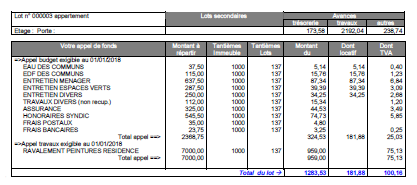 Lot n° 000003 appartement Lots secondaires Avances
trésorerie travaux autres
Etage : Porte : 173,58 2192,04 238,74
Votre appel de fonds Montant à répartir Tantièmes Immeuble Tantièmes Lots Montant du Dont locatif Dont TVA
=>Appel budget exigible au 01/01/2018
EAU DES COMMUNS 37,50 1000 137 5,14 5,14 0,40
EDF DES COMMUNS 115,00 1000 137 15,76 15,76 1,23
ENTRETIEN MENAGER 637,50 1000 137 87,34 87,34 6,84
ENTRETIEN ESPACES VERTS 287,50 1000 137 39,39 39,39 3,09
ENTRETIEN DIVERS 250,00 1000 137 34,25 34,25 2,68
TRAVAUX DIVERS (non recup.) 112,00 1000 137 15,34 1,20
ASSURANCE 325,00 1000 137 44,53 3,49
HONORAIRES SYNDIC 545,50 1000 137 74,73 5,85
FRAIS POSTAUX 35,00 1000 137 4,80
FRAIS BANCAIRES 23,75 1000 137 3,25 0,25
Total appel ==> 2368,75 324,53 181,88 25,03
=>Appel travaux exigible au 01/01/2018
RAVALEMENT PEINTURES RESIDENCE 7000,00 1000 137 959,00 75,13
Total appel ==> 7000,00 959,00 75,13
Total du lot → 1283,53 181,88 100,16